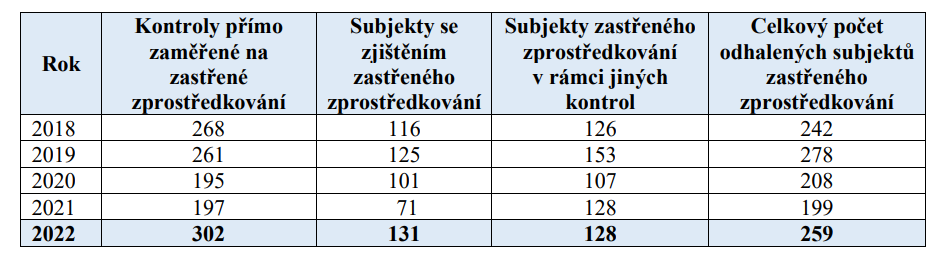 Rok
Kontroly přímo
zaměřené na
zastřené
zprostředkování
Subjekty se
zjištěním
zastřeného
zprostředkování
Subjekty zastřeného
zprostředkování
v rámci jiných
kontrol
Celkový počet
odhalených subjektů
zastřeného
zprostředkování
2018 268 116 126 242
2019 261 125 153 278
2020 195 101 107 208
2021 197 71 128 199
2022 302 131 128 259